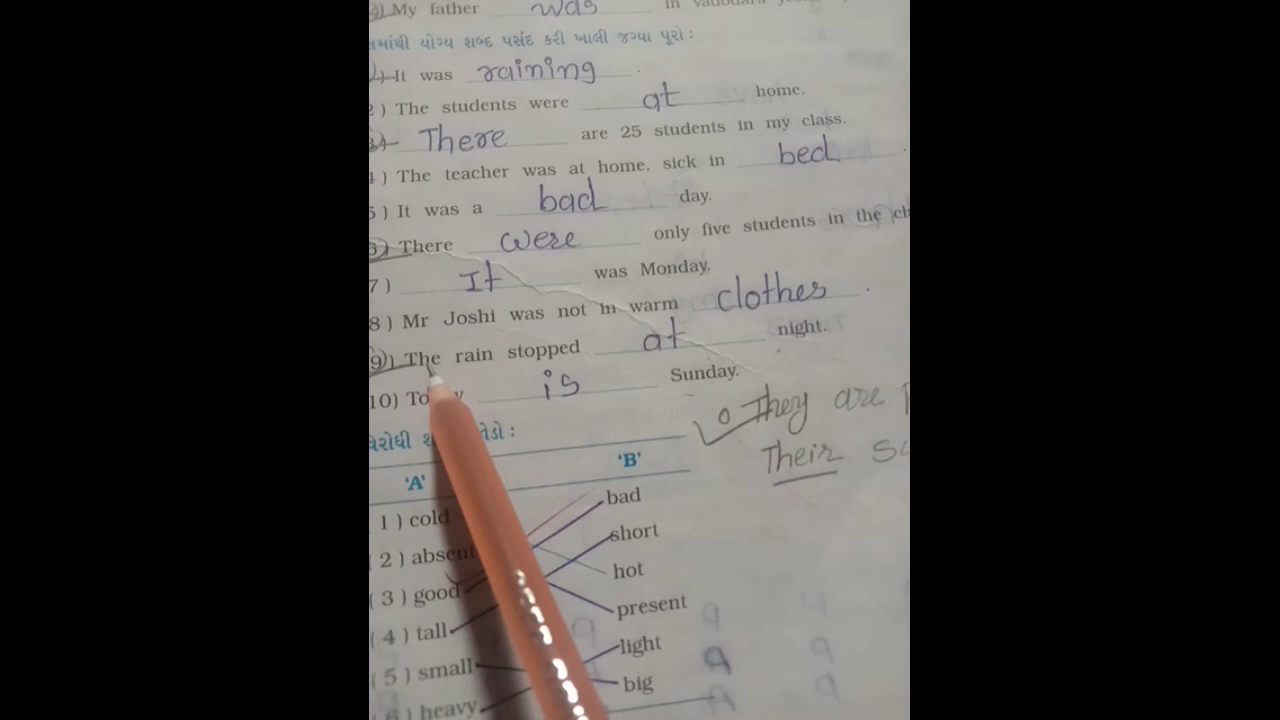 My father was in vadodara
યોગ્ય શબ્દ પસંદ કરી ખાલી જગ્યા પૂરો :
It was raining .
2 ) The students were at home.
3) There are 25 students in my class.
) The teacher was at home, sick in bed .
5 ) It was a bad day.
6) There were only five students in the
7 ) It was Monday.
8 ) Mr Joshi was not in warm clothes .
9) The rain stopped at night.
10) is Sunday.
They are
Their
'A' 'B'
1 ) cold bad
( 2 ) absent short
( 3 ) good hot
( 4 ) tall present
( 5 ) small light
) heavy big